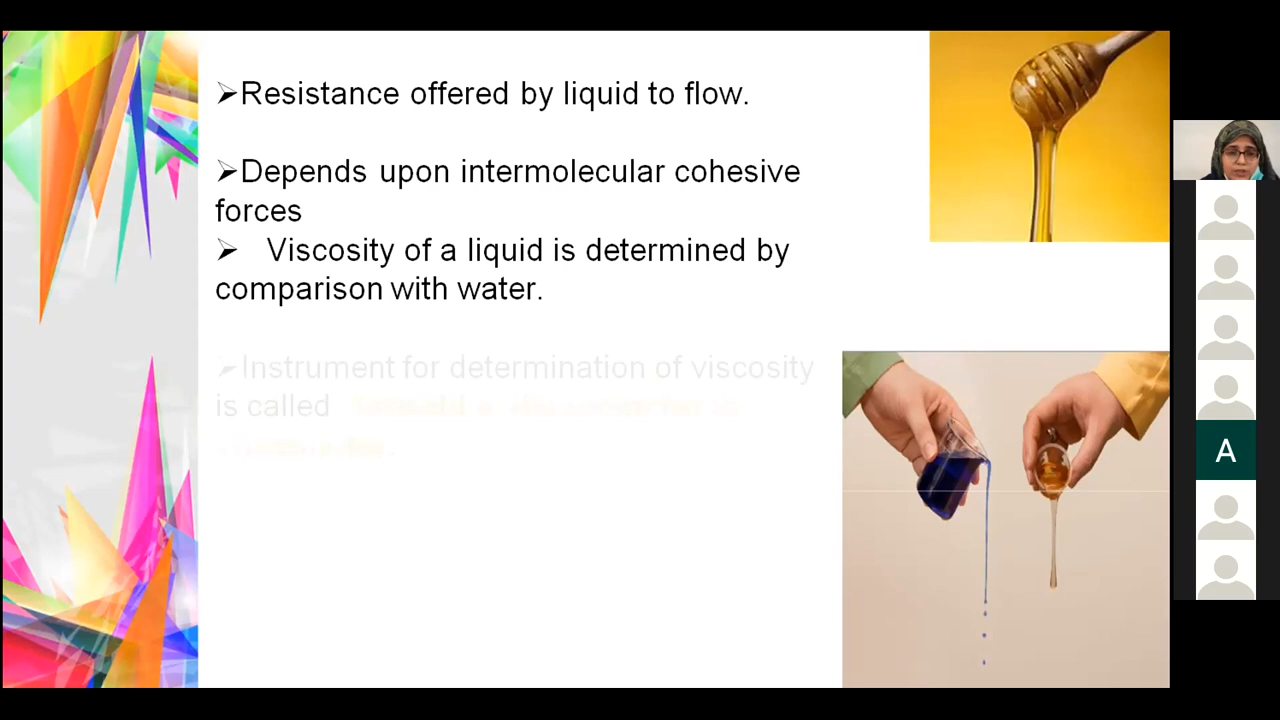 ➢Resistance offered by liquid to flow.
➢Depends upon intermolecular cohesive
forces
➢ Viscosity of a liquid is determined by
comparison with water.
➢Instrument for determination of viscosity
is called
A